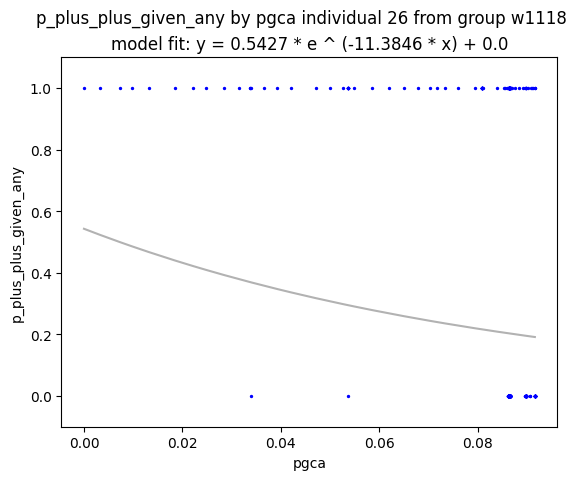 p_plus_plus_given_any by pgca individual 26 from group w1118
model fit: y = 0.5427 * e ^ (-11.3846 * x) + 0.0
1.0
0.8
0.6
0.4
0.2
0.0
p_plus_plus_given_any
0.00 0.02 0.04 0.06 0.08
pgca